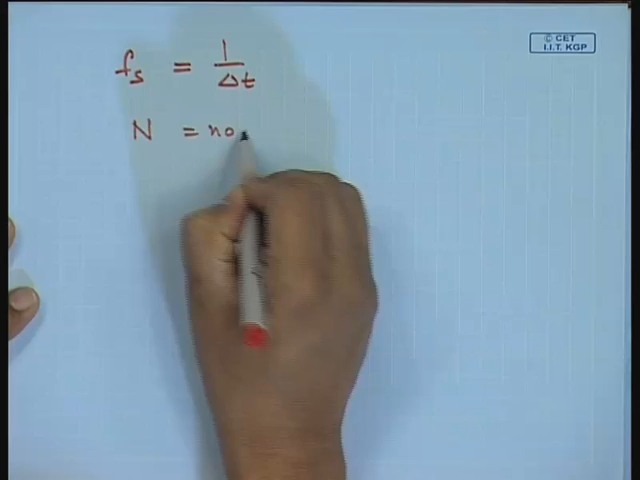 © CET
I.I.T. KGP
fs = 1/Δt
N = no